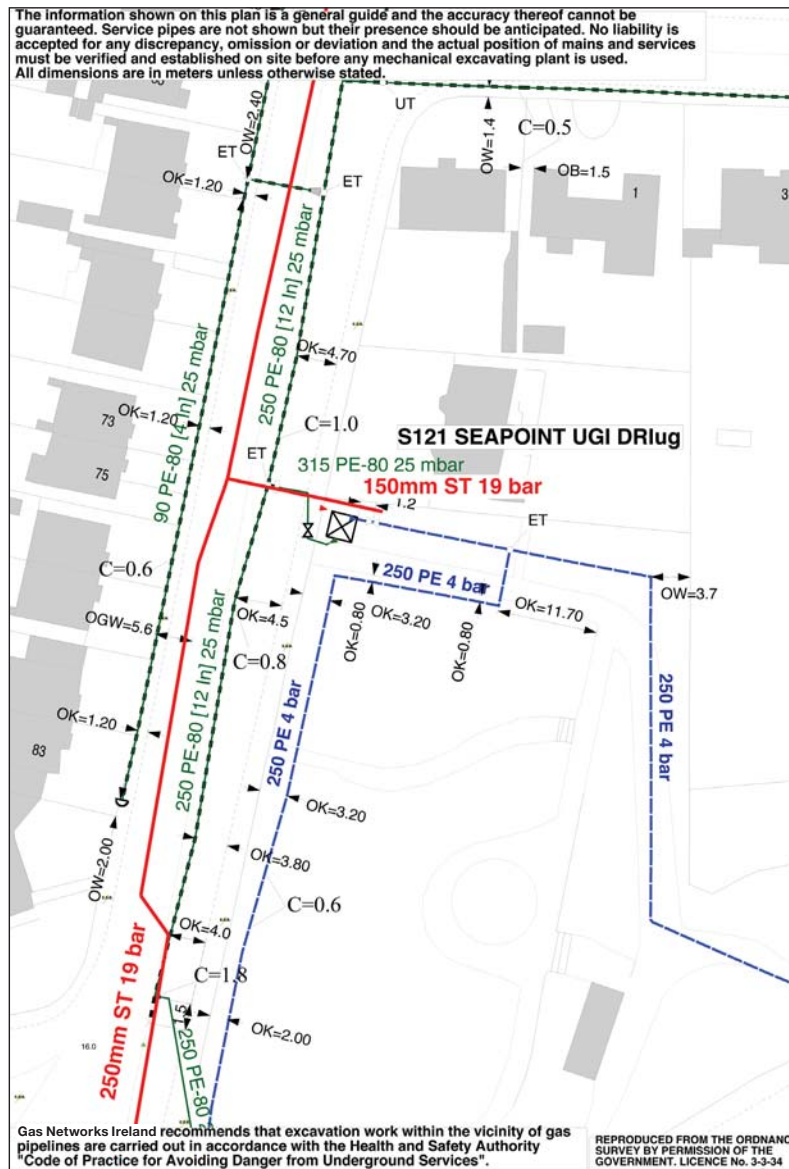 The information shown on this plan is a general guide and the accuracy thereof cannot be
guaranteed. Service pipes are not shown but their presence should be anticipated. No liability is
accepted for any discrepancy, omission or deviation and the actual position of mains and services
must be verified and established on site before any mechanical excavating plant is used.
All dimensions are in meters unless otherwise stated.
UT
OW=2.40
OW=1.4
C=0.5
ET
ET
OK=1.20
OB=1.5
1
3
250 PE-80 [12 In] 25 mbar
90 PE-80 [4 In] 25 mbar
OK=4.70
OK=1.20
73
C=1.0
S121 SEAPOINT UGI DRlug
ET
315 PE-80 25 mbar
75
150mm ST 19 bar
1.2
ET
C=0.6
250 PE 4 bar
OW=3.7
OK=4.5
OK=0.80
OK=3.20
OK=0.80
OK=11.70
OGW=5.6
C=0.8
250 PE-80 [12 In] 25 mbar
250 PE 4 bar
250 PE 4 bar
OK=1.20
83
OK=3.20
OW=2.00
OK=3.80
C=0.6
OK=4.0
250mm ST 19 bar
C=1.8
1.5
OK=2.00
16.0
250 PE-80
Gas Networks Ireland recommends that excavation work within the vicinity of gas
pipelines are carried out in accordance with the Health and Safety Authority
"Code of Practice for Avoiding Danger from Underground Services".
REPRODUCED FROM THE ORDNANC
SURVEY BY PERMISSION OF THE
GOVERNMENT. LICENCE No. 3-3-34